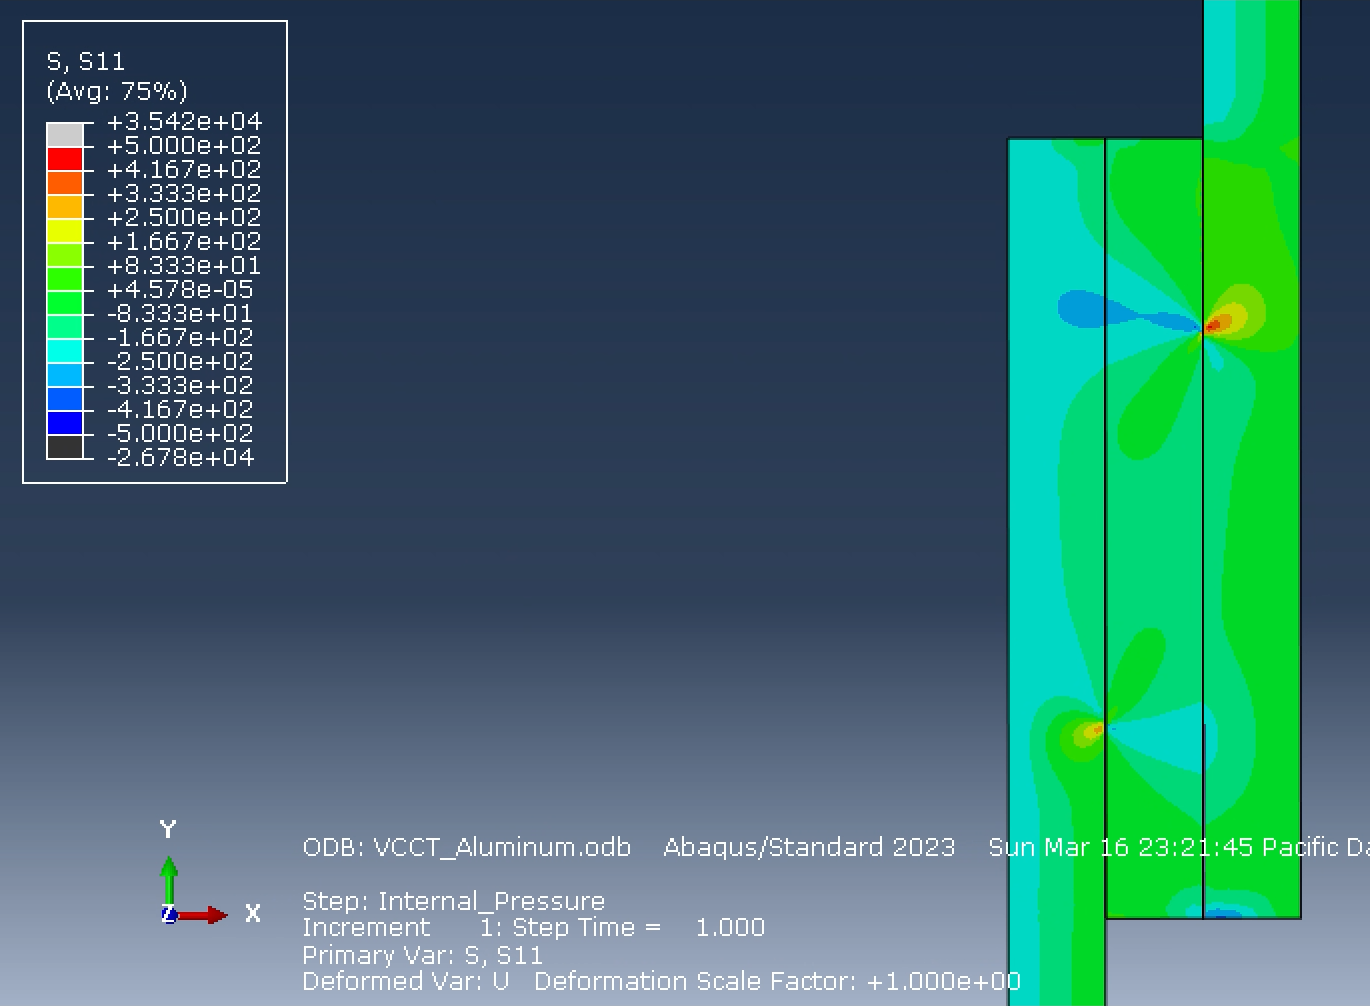 S, S11
(Avg: 75%)
+3.542e+04
+5.000e+02
+4.167e+02
+3.333e+02
+2.500e+02
+1.667e+02
+8.333e+01
+4.578e-05
-8.333e+01
-1.667e+02
-2.500e+02
-3.333e+02
-4.167e+02
-5.000e+02
-2.678e+04
Y
Z X
ODB: VCCT_Aluminum.odb Abaqus/Standard 2023 Sun Mar 16 23:21:45 Pacific Da
Step: Internal_Pressure
Increment 1: Step Time = 1.000
Primary Var: S, S11
Deformed Var: U Deformation Scale Factor: +1.000e+00